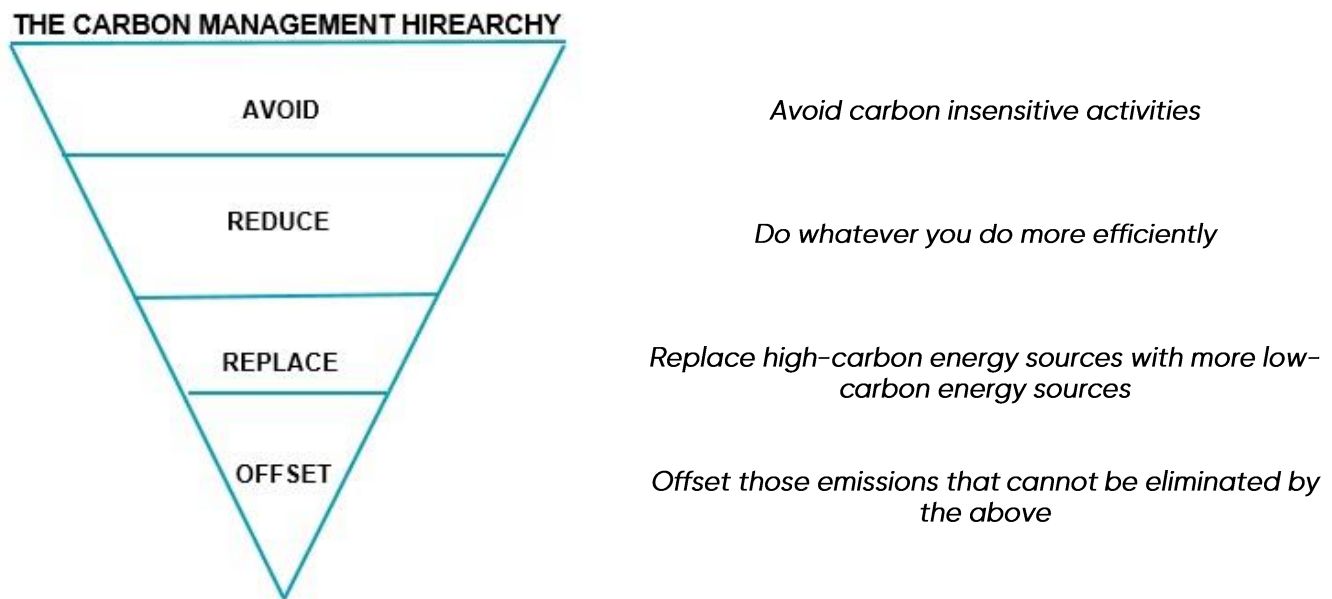 THE CARBON MANAGEMENT HIREARCHY
AVOID
Avoid carbon insensitive activities
REDUCE
Do whatever you do more efficiently
REPLACE
Replace high-carbon energy sources with more low-
carbon energy sources
OFFSET
Offset those emissions that cannot be eliminated by
the above